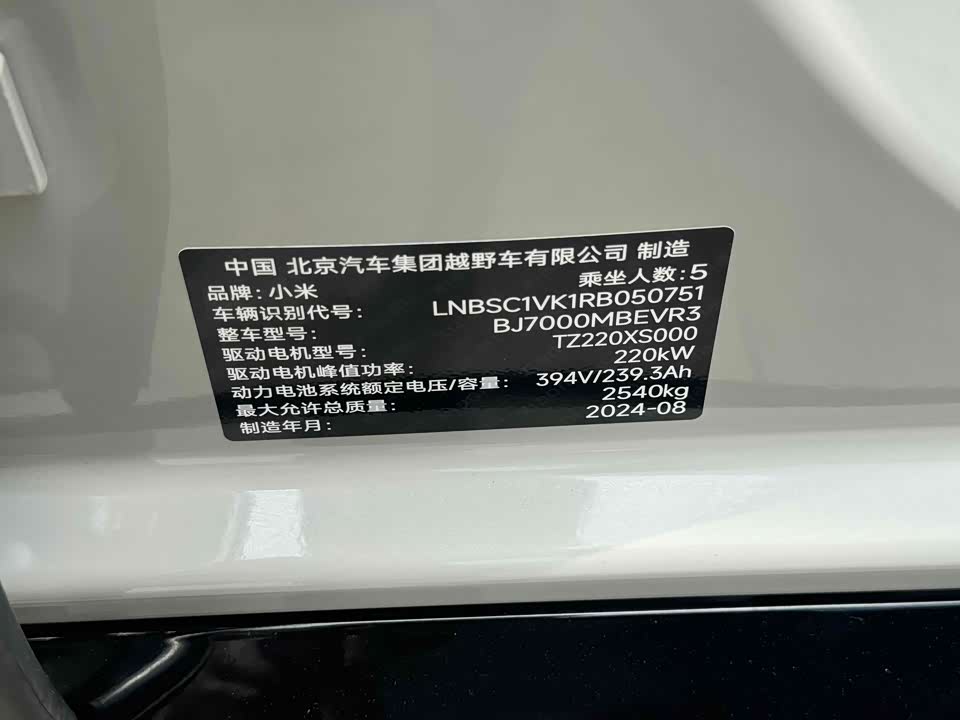 中国 北京汽车集团越野车有限公司 制造
品牌:小米 乘坐人数:5
车辆识别代号: LNBSC1VK1RB050751
整车型号: BJ7000MBEVR3
驱动电机型号: TZ220XS000
驱动电机峰值功率: 220kW
动力电池系统额定电压/容量: 394V/239.3Ah
最大允许总质量: 2540kg
制造年月: 2024-08